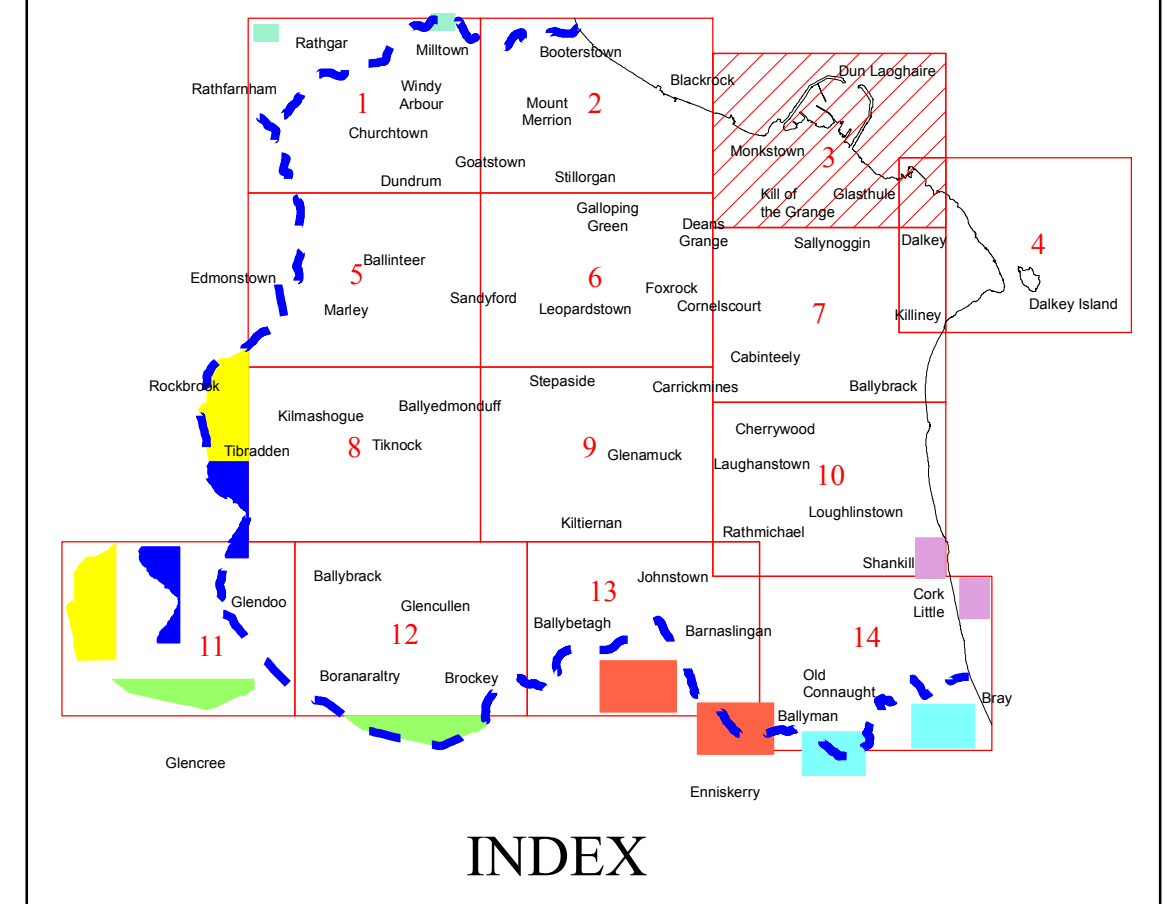 Rathgar
Milltown
Booterstown
Rathfarnham
Windy
Arbour
1
Churchtown
Dundrum
Goatstown
Mount
Merrion
2
Stillorgan
Blackrock
Dun Laoghaire
Monkstown
3
Kill of
the Grange
Glasthule
Dalkey
4
Dalkey Island
Killiney
Edmonstown
5
Ballinteer
Marley
Sandyford
Galloping
Green
Deans
Grange
6
Foxrock
Leopardstown
Cornelscourt
Sallynoggin
7
Cabinteely
Ballybrack
Rockbrook
Tibradden
Kilmashogue
Ballyedmonduff
8
Tiknock
Stepaside
Carrickmines
9
Glenamuck
Kiltiernan
Cherrywood
Laughanstown
10
Loughlinstown
Rathmichael
Shankill
Cork
Little
Glendoo
11
Ballybrack
Glencullen
12
Boranaraltry
Brockey
Johnstown
13
Ballybetagh
Barnaslingan
14
Old
Connaught
Ballyman
Bray
Glencree
Enniskerry
INDEX